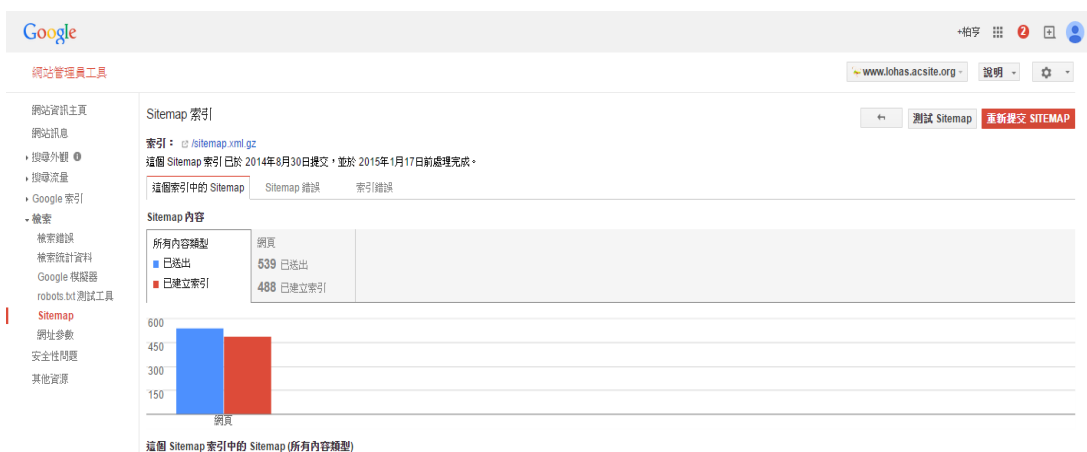 Google
+柏亨
2
網站管理員工具
www.lohas.acsite.org
說明
網站資訊主頁
網站訊息
搜尋外觀
搜尋流量
Google 索引
檢索
檢索錯誤
檢索統計資料
Google 模擬器
robots.txt 測試工具
Sitemap
網址參數
安全性問題
其他資源
Sitemap 索引
測試 Sitemap
重新提交 SITEMAP
索引： /sitemap.xml.gz
這個 Sitemap 索引 已於 2014年8月30日提交，並於 2015年1月17日前處理完成。
這個索引中的 Sitemap
Sitemap 錯誤
索引錯誤
Sitemap 內容
所有內容類型
已送出
已建立索引
網頁
539 已送出
488 已建立索引
600
450
300
150
網頁
這個 Sitemap 索引中的 Sitemap (所有內容類型)